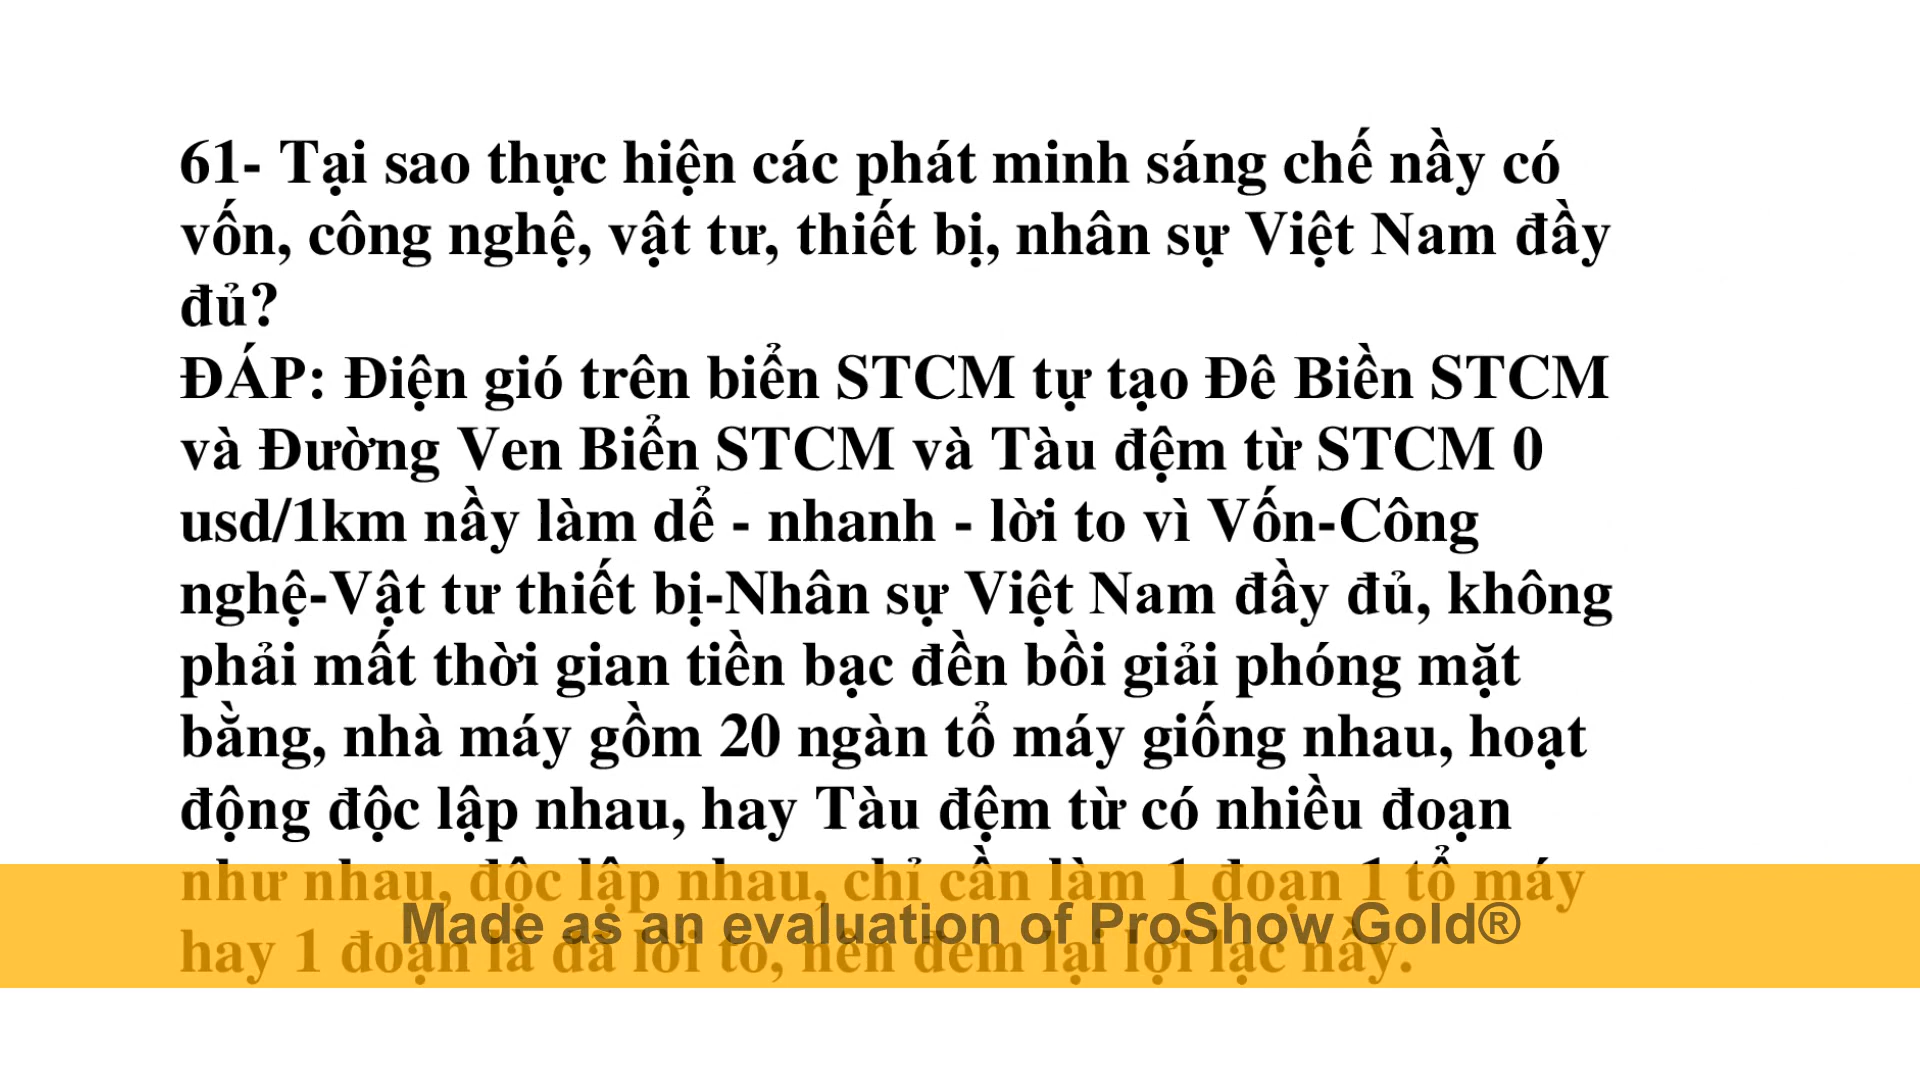 61- Tại sao thực hiện các phát minh sáng chế nầy có
vốn, công nghệ, vật tư, thiết bị, nhân sự Việt Nam đầy
đủ?
ĐÁP: Điện gió trên biển STCM tự tạo Đê Biền STCM
và Đường Ven Biển STCM và Tàu đệm từ STCM 0
usd/1km nầy làm dể - nhanh - lời to vì Vốn-Công
nghệ-Vật tư thiết bị-Nhân sự Việt Nam đầy đủ, không
phải mất thời gian tiền bạc đền bồi giải phóng mặt
bằng, nhà máy gồm 20 ngàn tổ máy giống nhau, hoạt
động độc lập nhau, hay Tàu đệm từ có nhiều đoạn
như nhau, độc lập nhau, chỉ cần làm 1 đoạn 1 tổ máy
Made as an evaluation of ProShow Gold®
hay 1 đoạn là đã lời to, nên đem lại lợi lạc nầy.